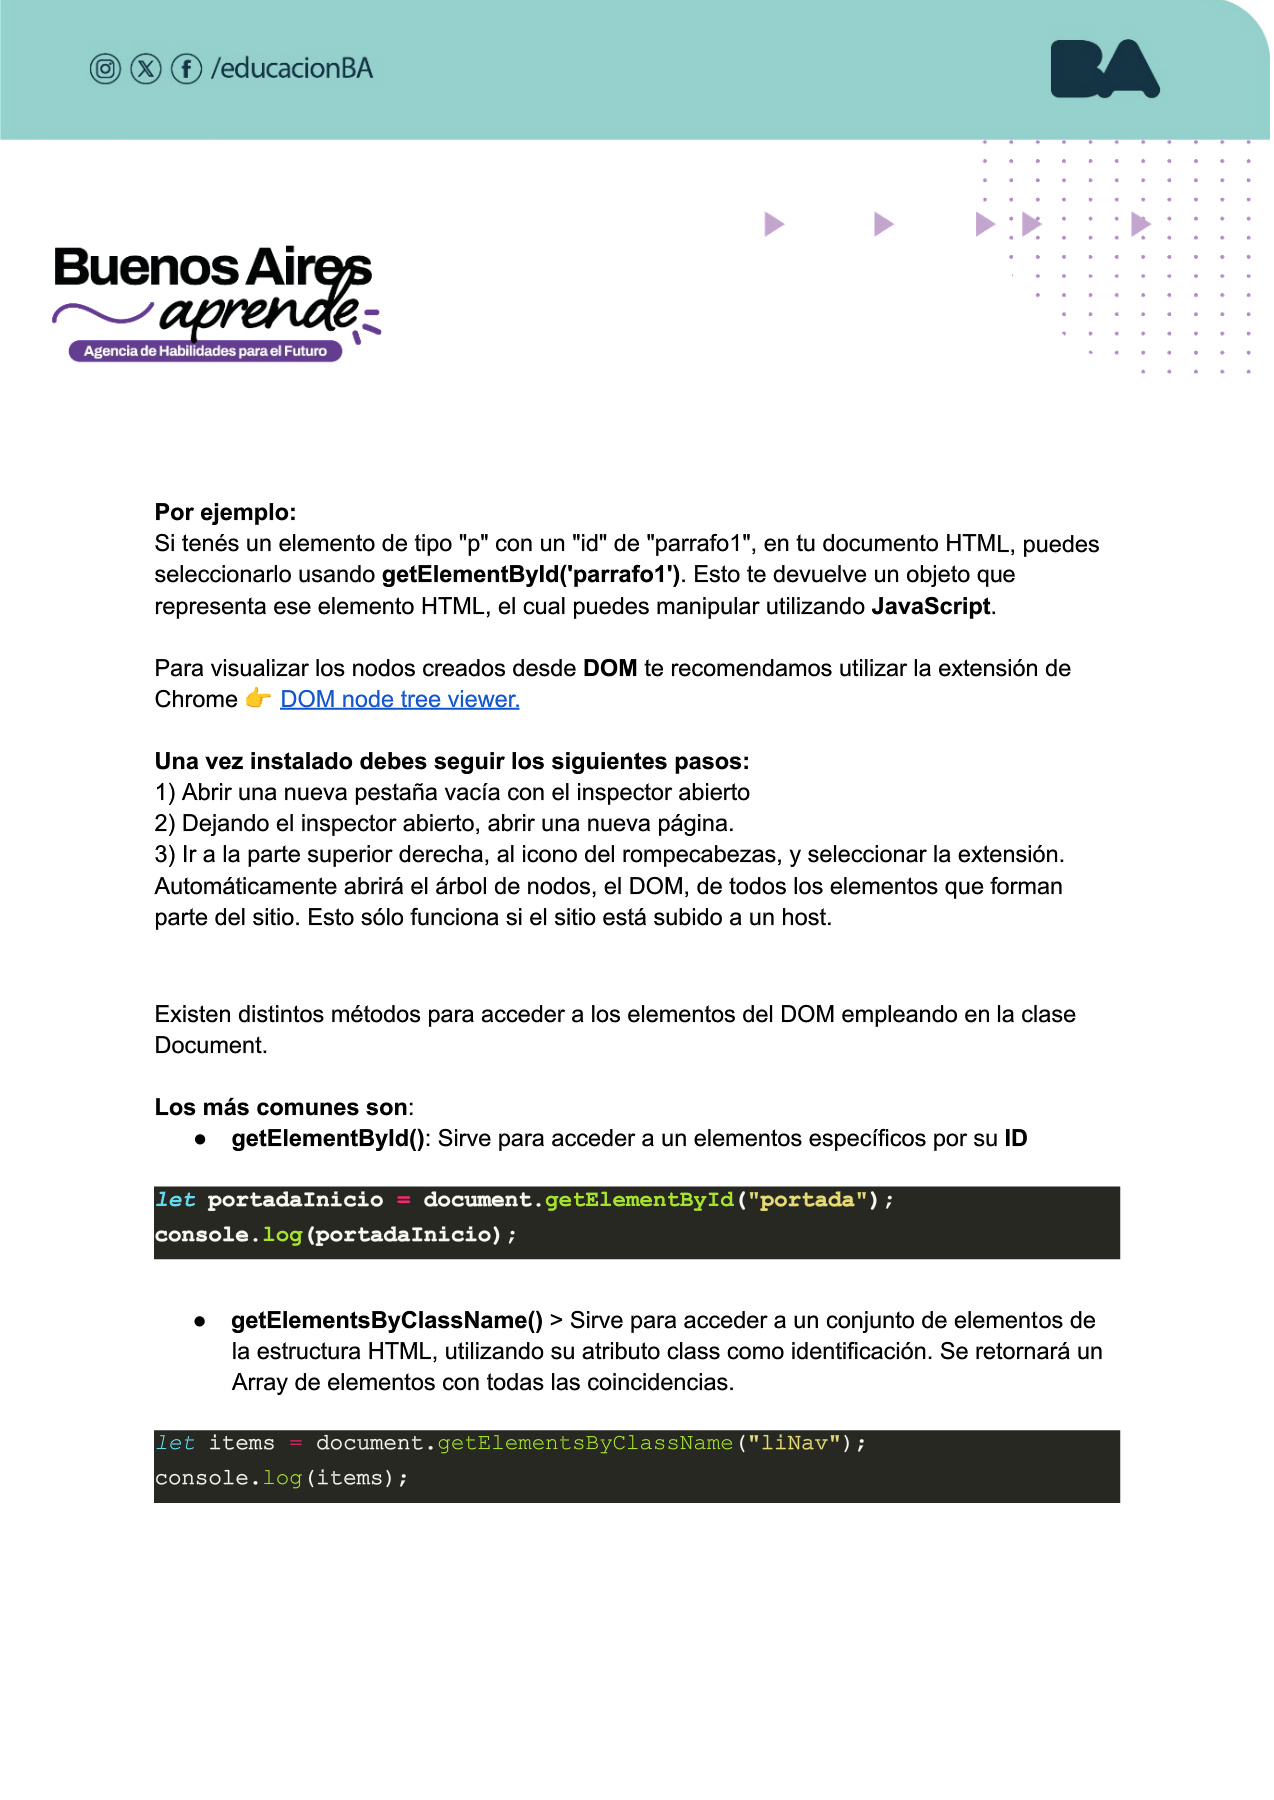 /educacionBA
BA
Buenos Aires
aprende
Agencia de Habilidades para el Futuro
Por ejemplo:
Si tenés un elemento de tipo "p" con un "id" de "parrafo1", en tu documento HTML, puedes
seleccionarlo usando getElementById('parrafo1'). Esto te devuelve un objeto que
representa ese elemento HTML, el cual puedes manipular utilizando JavaScript.
Para visualizar los nodos creados desde DOM te recomendamos utilizar la extensión de
Chrome 👉 DOM node tree viewer.
Una vez instalado debes seguir los siguientes pasos:
1) Abrir una nueva pestaña vacía con el inspector abierto
2) Dejando el inspector abierto, abrir una nueva página.
3) Ir a la parte superior derecha, al icono del rompecabezas, y seleccionar la extensión.
Automáticamente abrirá el árbol de nodos, el DOM, de todos los elementos que forman
parte del sitio. Esto sólo funciona si el sitio está subido a un host.
Existen distintos métodos para acceder a los elementos del DOM empleando en la clase
Document.
Los más comunes son:
● getElementById(): Sirve para acceder a un elementos específicos por su ID
let portadaInicio = document.getElementById("portada");
console.log(portadaInicio);
● getElementsByClassName() > Sirve para acceder a un conjunto de elementos de
la estructura HTML, utilizando su atributo class como identificación. Se retornará un
Array de elementos con todas las coincidencias.
let items = document.getElementsByClassName("liNav");
console.log(items);